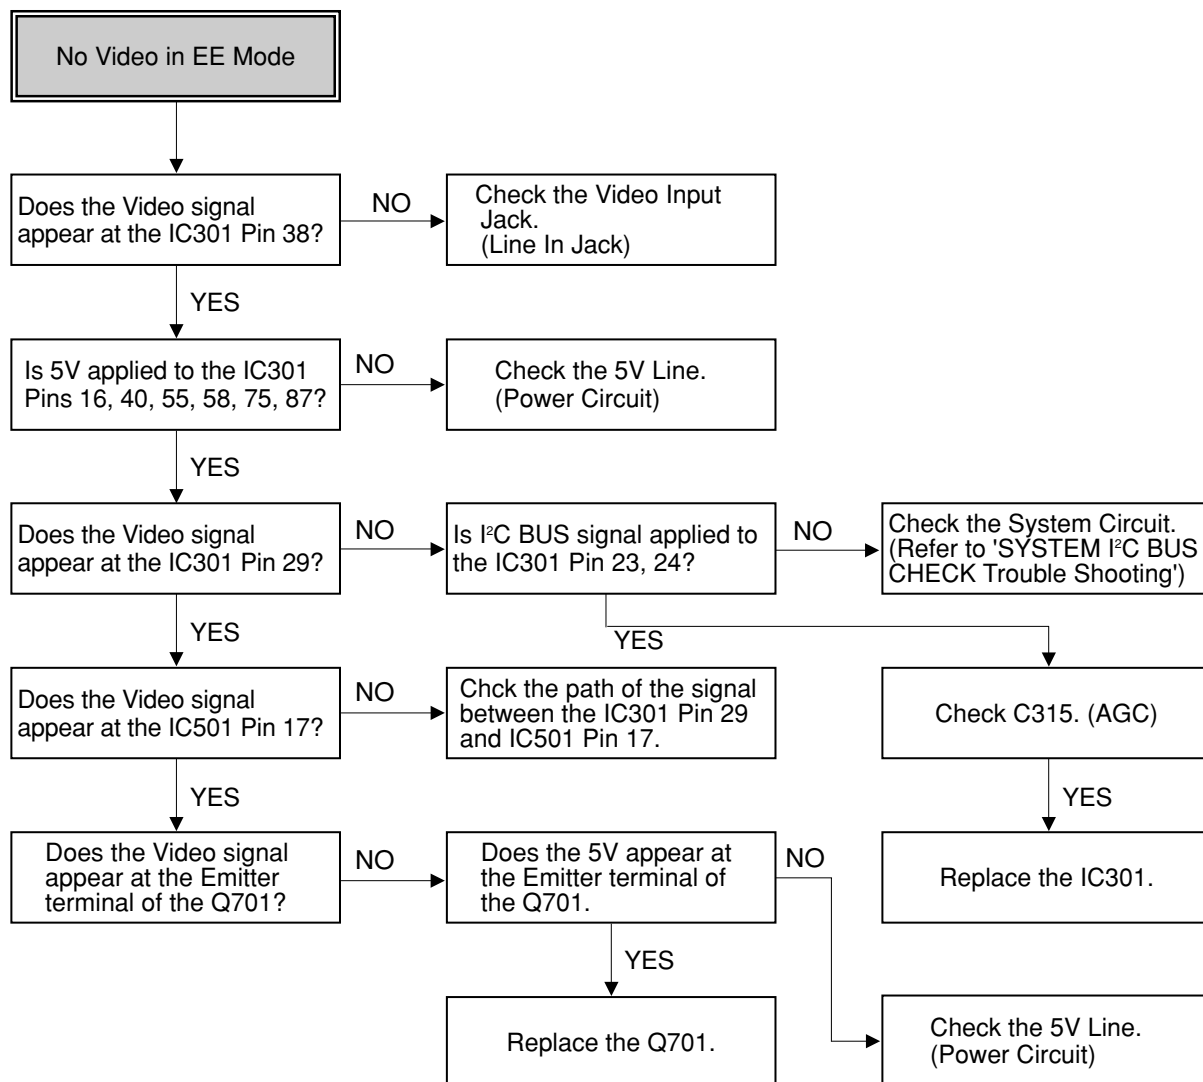 No Video in EE Mode
Does the Video signal
appear at the IC301 Pin 38?
NO
Check the Video Input
Jack.
(Line In Jack)
YES
Is 5V applied to the IC301
Pins 16, 40, 55, 58, 75, 87?
NO
Check the 5V Line.
(Power Circuit)
YES
Does the Video signal
appear at the IC301 Pin 29?
NO
Is I²C BUS signal applied to
the IC301 Pin 23, 24?
NO
Check the System Circuit.
(Refer to 'SYSTEM I²C BUS
CHECK Trouble Shooting')
YES
YES
Does the Video signal
appear at the IC501 Pin 17?
NO
Chck the path of the signal
between the IC301 Pin 29
and IC501 Pin 17.
Check C315. (AGC)
YES
YES
Does the Video signal
appear at the Emitter
terminal of the Q701?
NO
Does the 5V appear at
the Emitter terminal of
the Q701.
NO
Replace the IC301.
YES
Replace the Q701.
Check the 5V Line.
(Power Circuit)